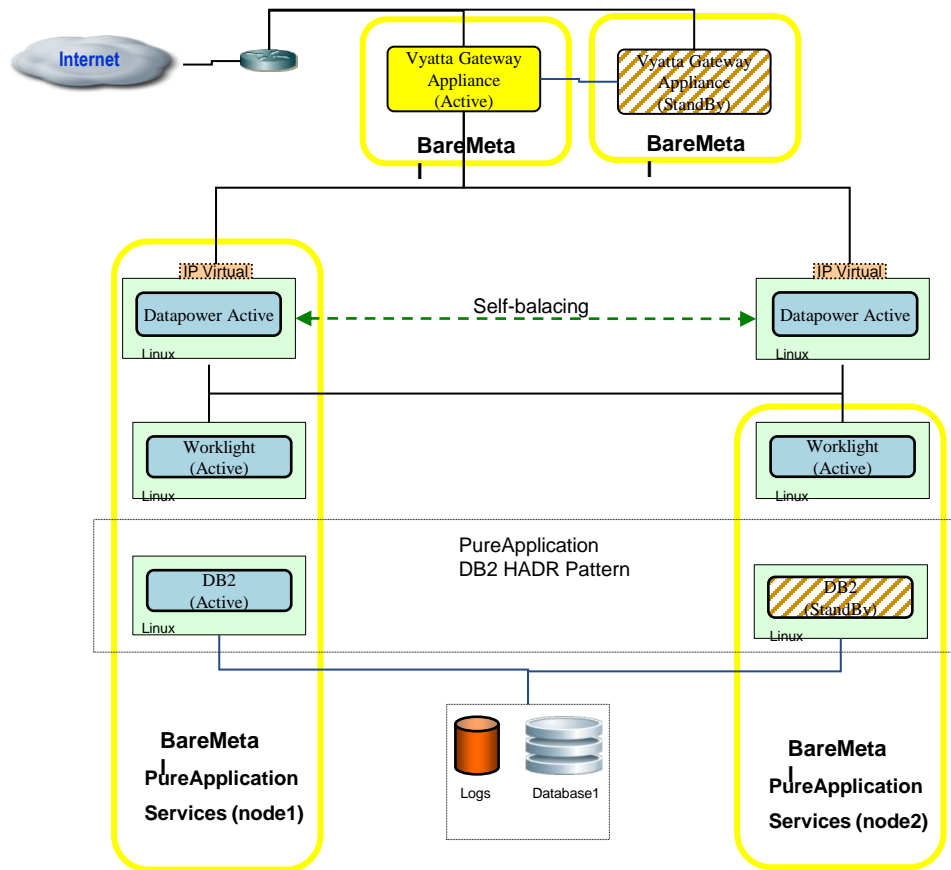 Internet
Vyatta Gateway
Appliance
(Active)
Vyatta Gateway
Appliance
(StandBy)
BareMeta
l
BareMeta
l
IP Virtual
IP Virtual
Datapower Active
Linux
Self-balacing
Datapower Active
Linux
Worklight
(Active)
Linux
Worklight
(Active)
Linux
PureApplication
DB2 HADR Pattern
DB2
(Active)
Linux
DB2
(StandBy)
Linux
BareMeta
l
PureApplication
Services (node1)
Logs
Database1
BareMeta
l
PureApplication
Services (node2)